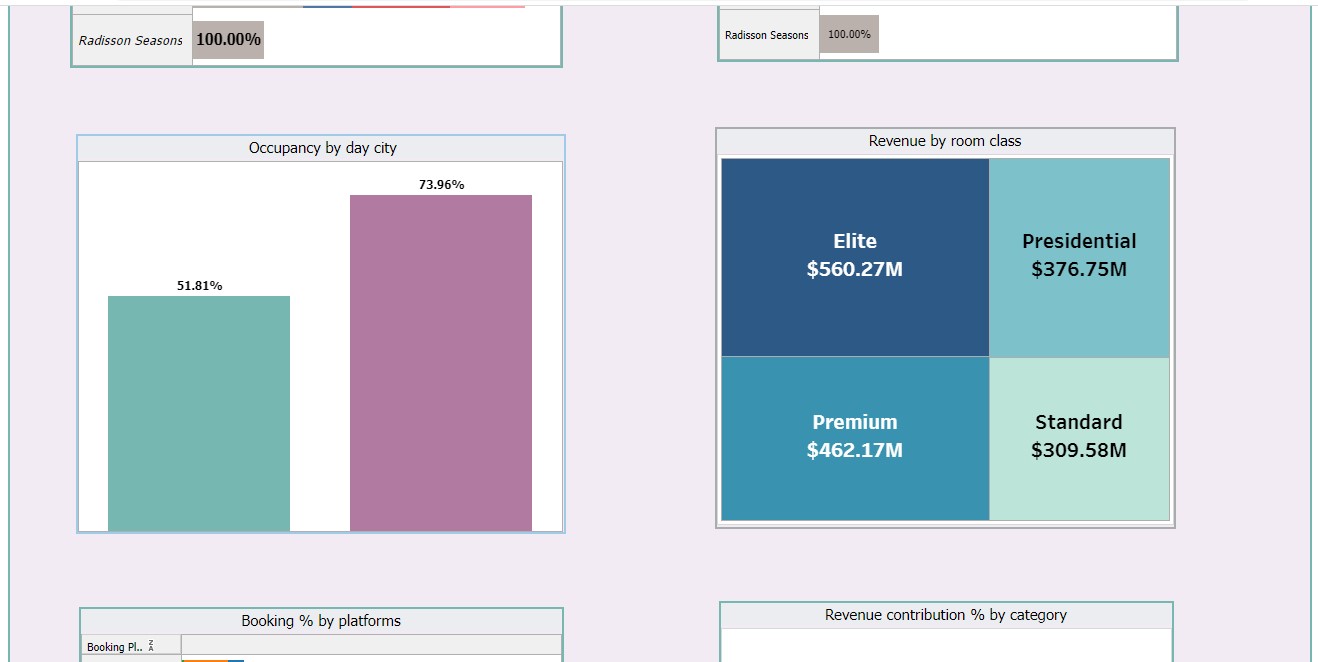 Radisson Seasons
100.00%
Radisson Seasons
100.00%
Occupancy by day city
73.96%
51.81%
Revenue by room class
Elite
$560.27M
Presidential
$376.75M
Premium
$462.17M
Standard
$309.58M
Booking % by platforms
Booking Pl..
Revenue contribution % by category